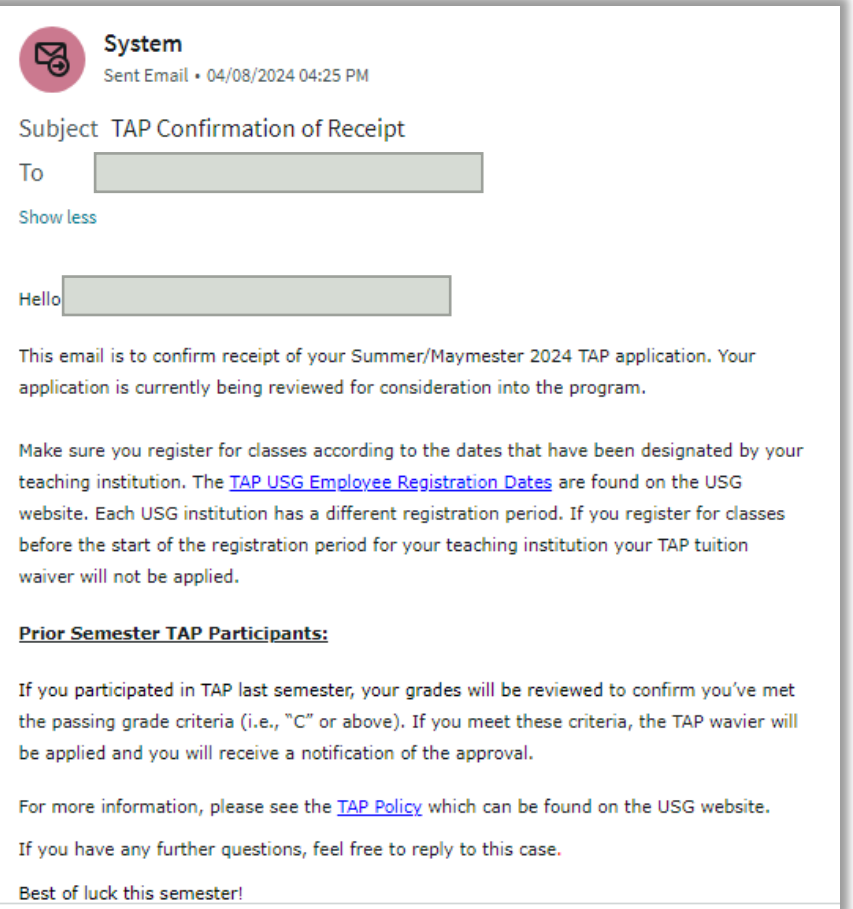 System
Sent Email • 04/08/2024 04:25 PM
Subject TAP Confirmation of Receipt
To
Show less
Hello
This email is to confirm receipt of your Summer/Maymester 2024 TAP application. Your
application is currently being reviewed for consideration into the program.
Make sure you register for classes according to the dates that have been designated by your
teaching institution. The TAP USG Employee Registration Dates are found on the USG
website. Each USG institution has a different registration period. If you register for classes
before the start of the registration period for your teaching institution your TAP tuition
waiver will not be applied.
Prior Semester TAP Participants:
If you participated in TAP last semester, your grades will be reviewed to confirm you’ve met
the passing grade criteria (i.e., “C” or above). If you meet these criteria, the TAP wavier will
be applied and you will receive a notification of the approval.
For more information, please see the TAP Policy which can be found on the USG website.
If you have any further questions, feel free to reply to this case.
Best of luck this semester!